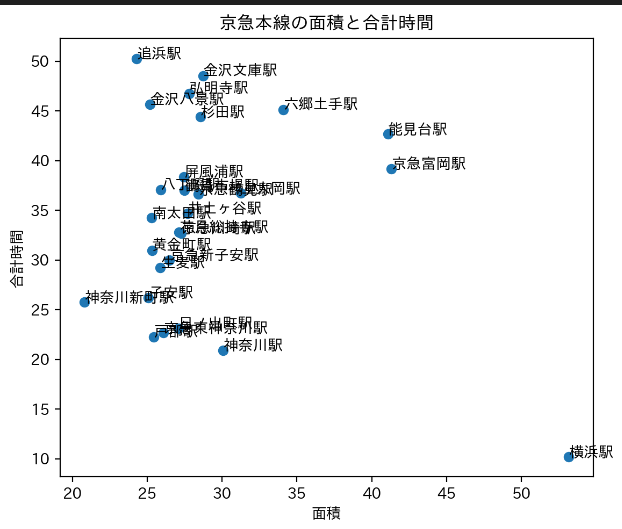 京急本線の面積と合計時間
合計時間
50
45
40
35
30
25
20
15
10
追浜駅
金沢文庫駅
弘明寺駅
金沢八景駅
六郷土手駅
杉田駅
能見台駅
京急富岡駅
屏風浦駅
井土ヶ谷駅
南太田駅
黄金町駅
京急新子安駅
生麦駅
子安駅
神奈川新町駅
日ノ出町駅
京急東神奈川駅
戸部駅
神奈川駅
横浜駅
20
25
30
35
40
45
50
面積